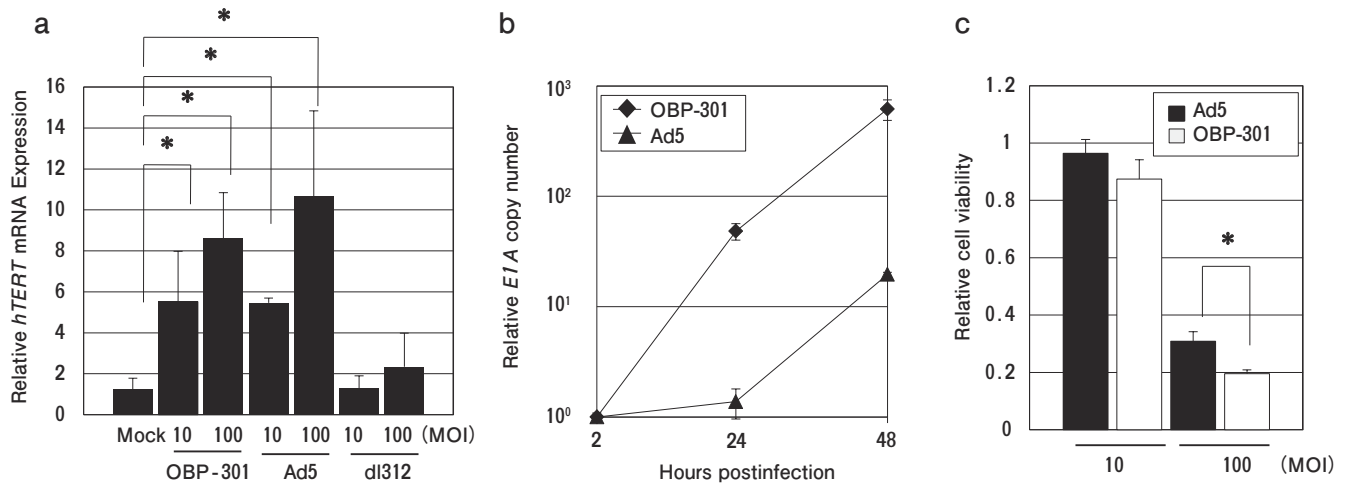 a
*
*
*
*
Relative hTERT mRNA Expression
16
14
12
10
8
6
4
2
0
Mock 10 100 10 100 10 100 (MOI)
OBP-301 Ad5 dl312
b
Relative E1A copy number
10³
10²
10¹
10⁰
OBP-301
Ad5
2 24 48
Hours postinfection
c
Relative cell viability
1.2
1
0.8
0.6
0.4
0.2
0
Ad5
OBP-301
*
10 100 (MOI)